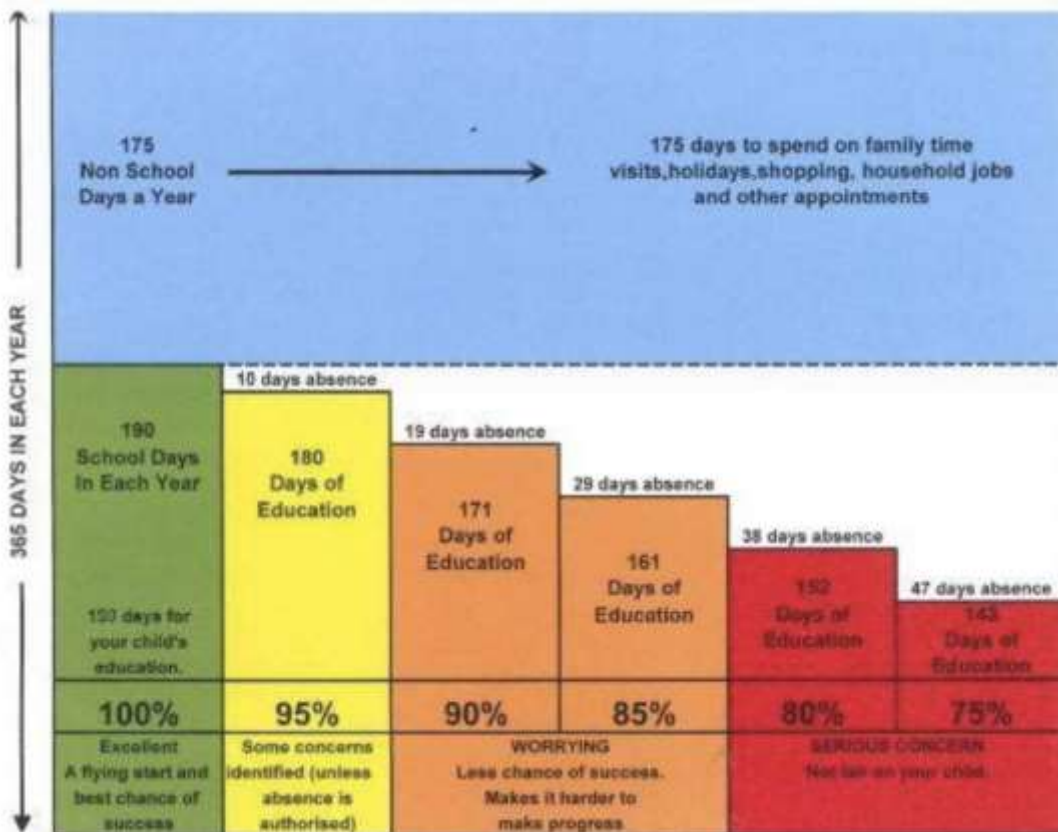 365 DAYS IN EACH YEAR
175
Non School
Days a Year
175 days to spend on family time
visits,holidays,shopping, household jobs
and other appointments
10 days absence
19 days absence
29 days absence
38 days absence
47 days absence
190
School Days
In Each Year
190 days for
your child's
education.
180
Days of
Education
171
Days of
Education
161
Days of
Education
152
Days of
Education
143
Days of
Education
100%
95%
90%
85%
80%
75%
Excellent
A flying start and
best chance of
success
Some concerns
identified (unless
absence is
authorised)
WORRYING
Less chance of success.
Makes it harder to
make progress
SERIOUS CONCERN
Not fair on your child.